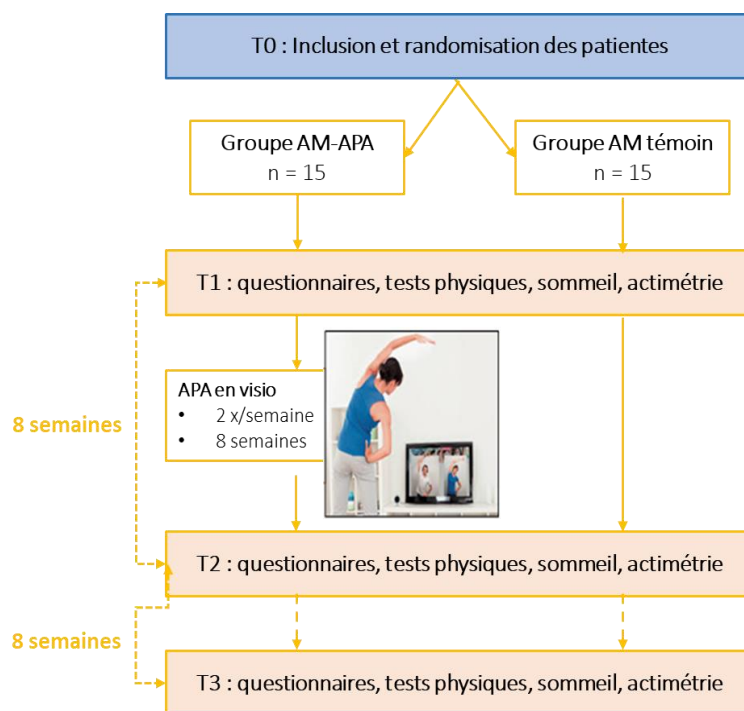 T0 : Inclusion et randomisation des patientes
Groupe AM-APA
n = 15
Groupe AM témoin
n = 15
T1 : questionnaires, tests physiques, sommeil, actimétrie
APA en visio
• 2 x/semaine
• 8 semaines
8 semaines
T2 : questionnaires, tests physiques, sommeil, actimétrie
8 semaines
T3 : questionnaires, tests physiques, sommeil, actimétrie